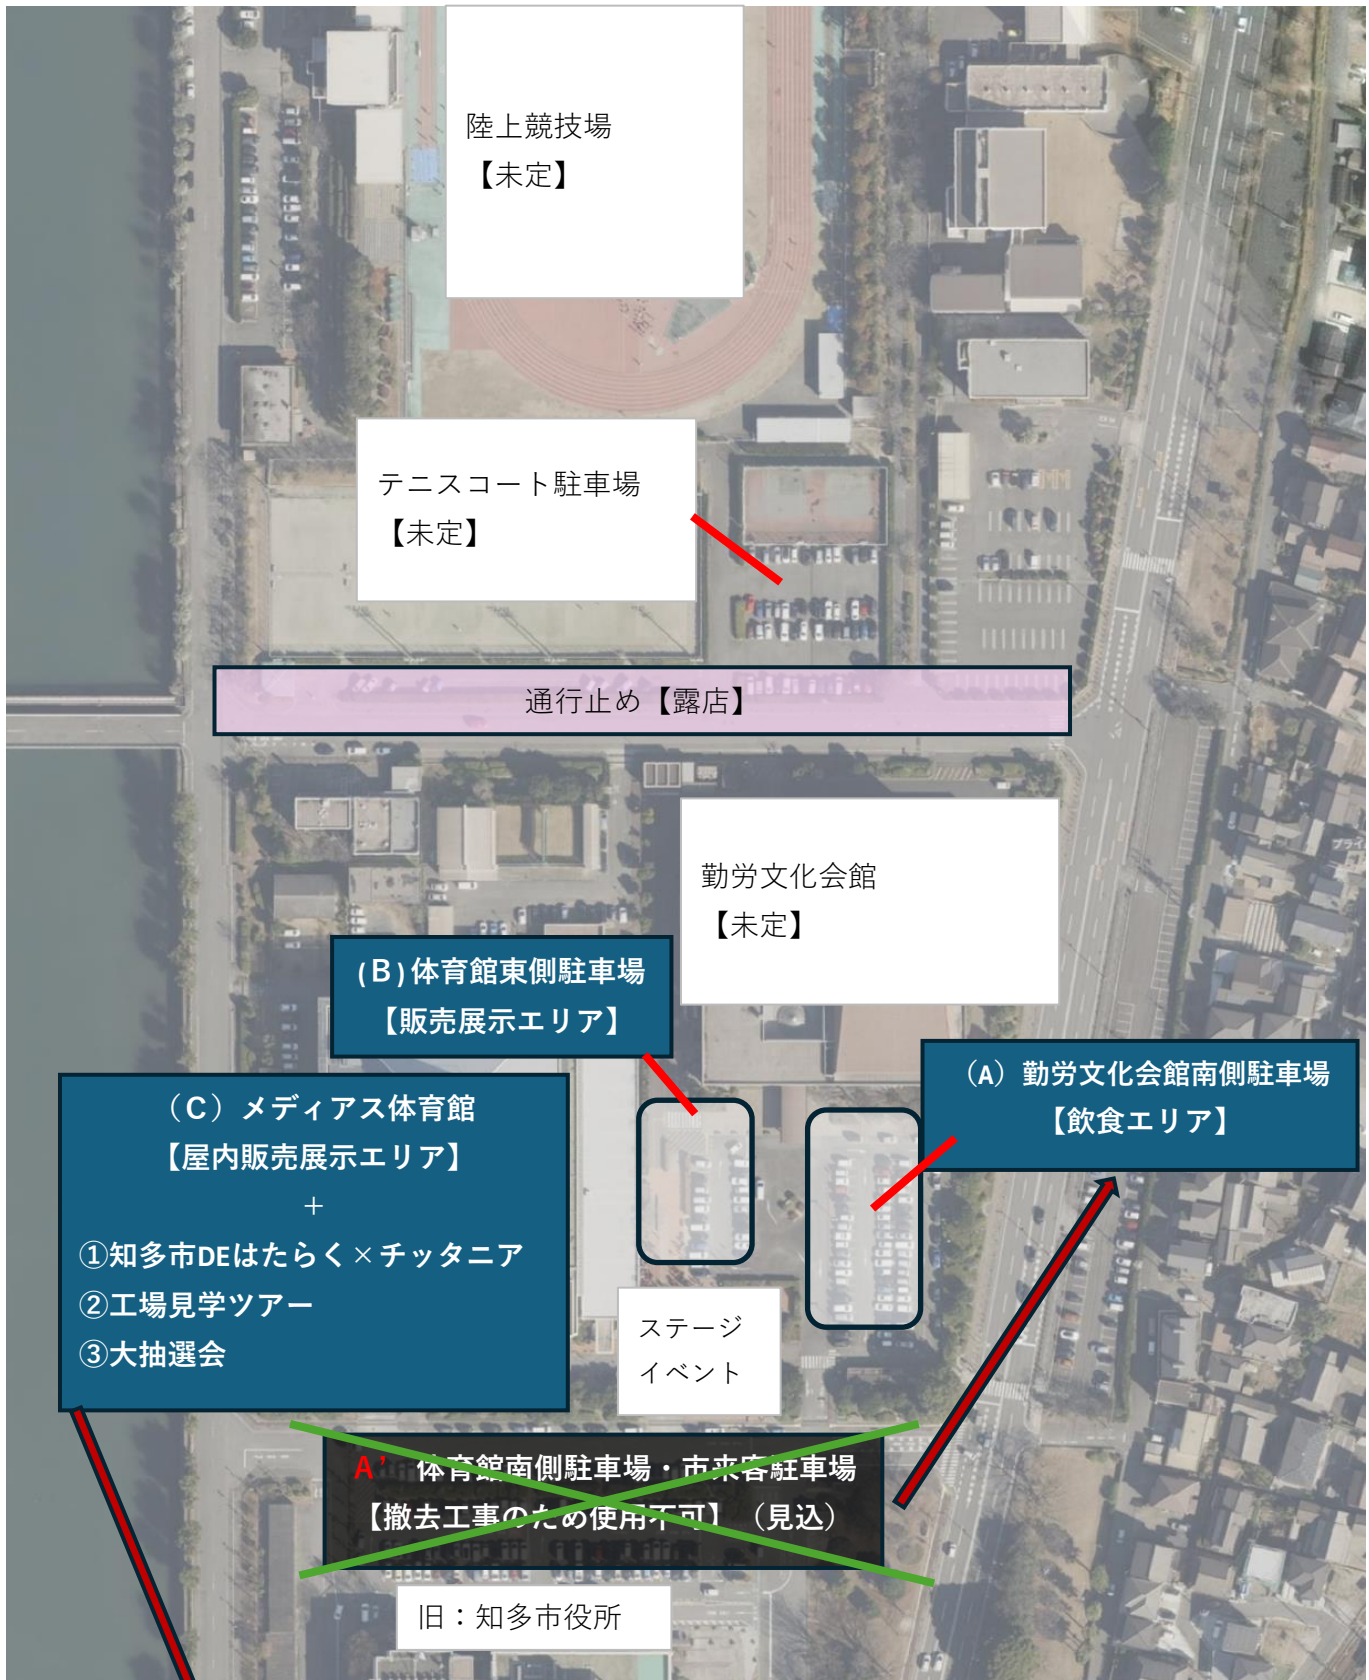 陸上競技場
【未定】
テニスコート駐車場
【未定】
通行止め【露店】
勤労文化会館
【未定】
(B)体育館東側駐車場
【販売展示エリア】
(A)勤労文化会館南側駐車場
【飲食エリア】
(C)メディアス体育館
【屋内販売展示エリア】
+
①知多市DEはたらく×チッタニア
②工場見学ツアー
③大抽選会
ステージ
イベント
A’ 体育館南側駐車場・市来客駐車場
【撤去工事のため使用不可】(見込)
旧：知多市役所